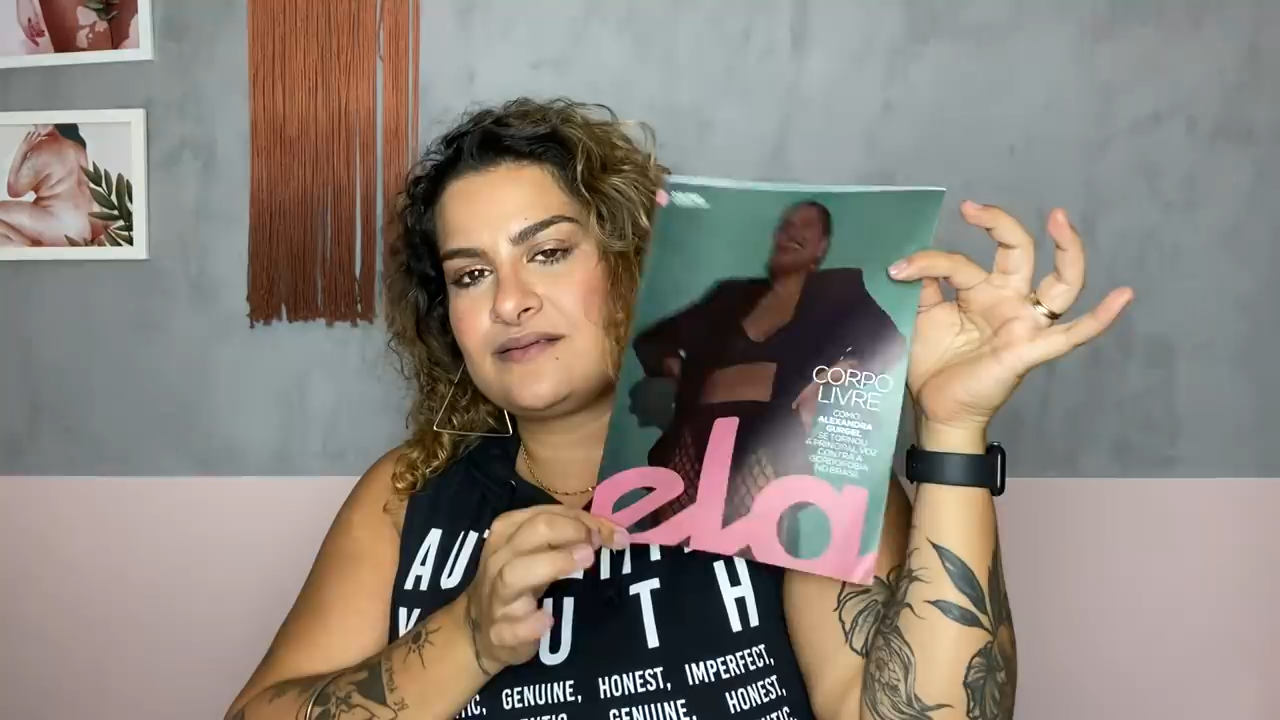 CORPO
LIVRE
COMO
ALEXANDRA
GURGEL
SE TORNOU
A PRINCIPAL VOZ
CONTRA A
GORDOFOBIA
NO BRASIL
ela
UTH
GENUINE, HONEST, IMPERFECT,
GENUINE, HONEST,